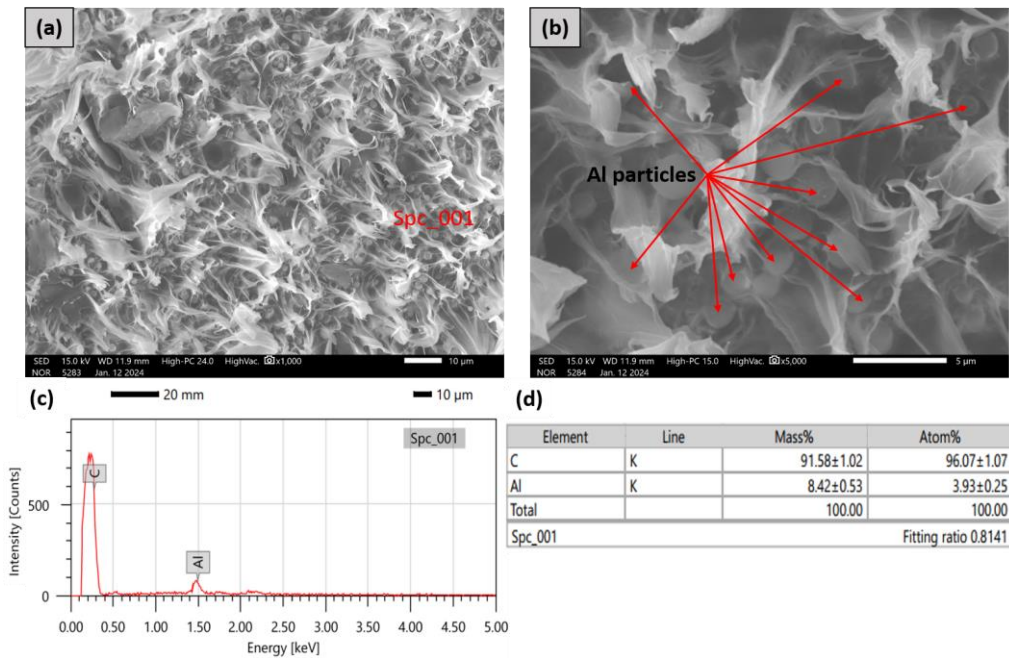 (a)
Spc_001
SED 15.0 kV WD 11.9 mm High-PC 24.0 HighVac. x1,000 10 µm
NOR 5283 Jan. 12 2024
(b)
Al particles
SED 15.0 kV WD 11.9 mm High-PC 15.0 HighVac. x5,000 5 µm
NOR 5284 Jan. 12 2024
(c)
20 mm
10 µm
Spc_001
C
Al
500
0
0.00 0.50 1.00 1.50 2.00 2.50 3.00 3.50 4.00 4.50 5.00
Intensity [Counts]
Energy [keV]
(d)
Element Line Mass% Atom%
C K 91.58±1.02 96.07±1.07
Al K 8.42±0.53 3.93±0.25
Total 100.00 100.00
Spc_001 Fitting ratio 0.8141